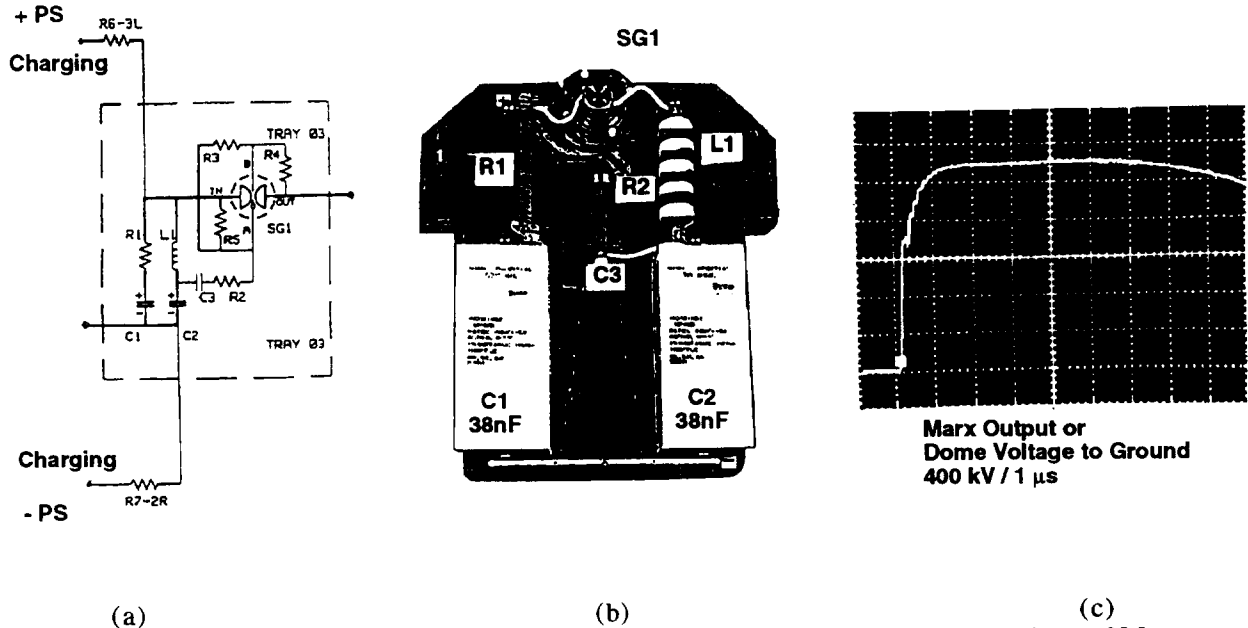 + PS
R6-3L
Charging
TRAY 03
R3
R4
B
IN
OUT
SG1
R5
A
R1
L1
C3
R2
+
-
+
-
C1
C2
TRAY 03
Charging
R7-2R
- PS
(a)
SG1
R1
R2
L1
C3
C1
38nF
C2
38nF
(b)
Marx Output or
Dome Voltage to Ground
400 kV / 1 μs
(c)